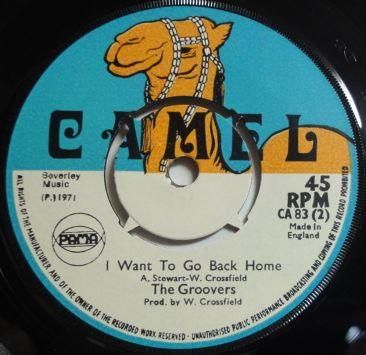 CAMEL
Beverley
Music
(P.) 1971
45
RPM
CA 83 (2)
Made in
England
PAMA
I Want To Go Back Home
A. Stewart-W. Crossfield
The Groovers
Prod. by W. Crossfield
ALL RIGHTS OF THE MANUFACTURER AND OF THE OWNER OF THE RECORDED WORK RESERVED - UNAUTHORISED PUBLIC PERFORMANCE BROADCASTING AND COPYING OF THIS RECORD PROHIBITED